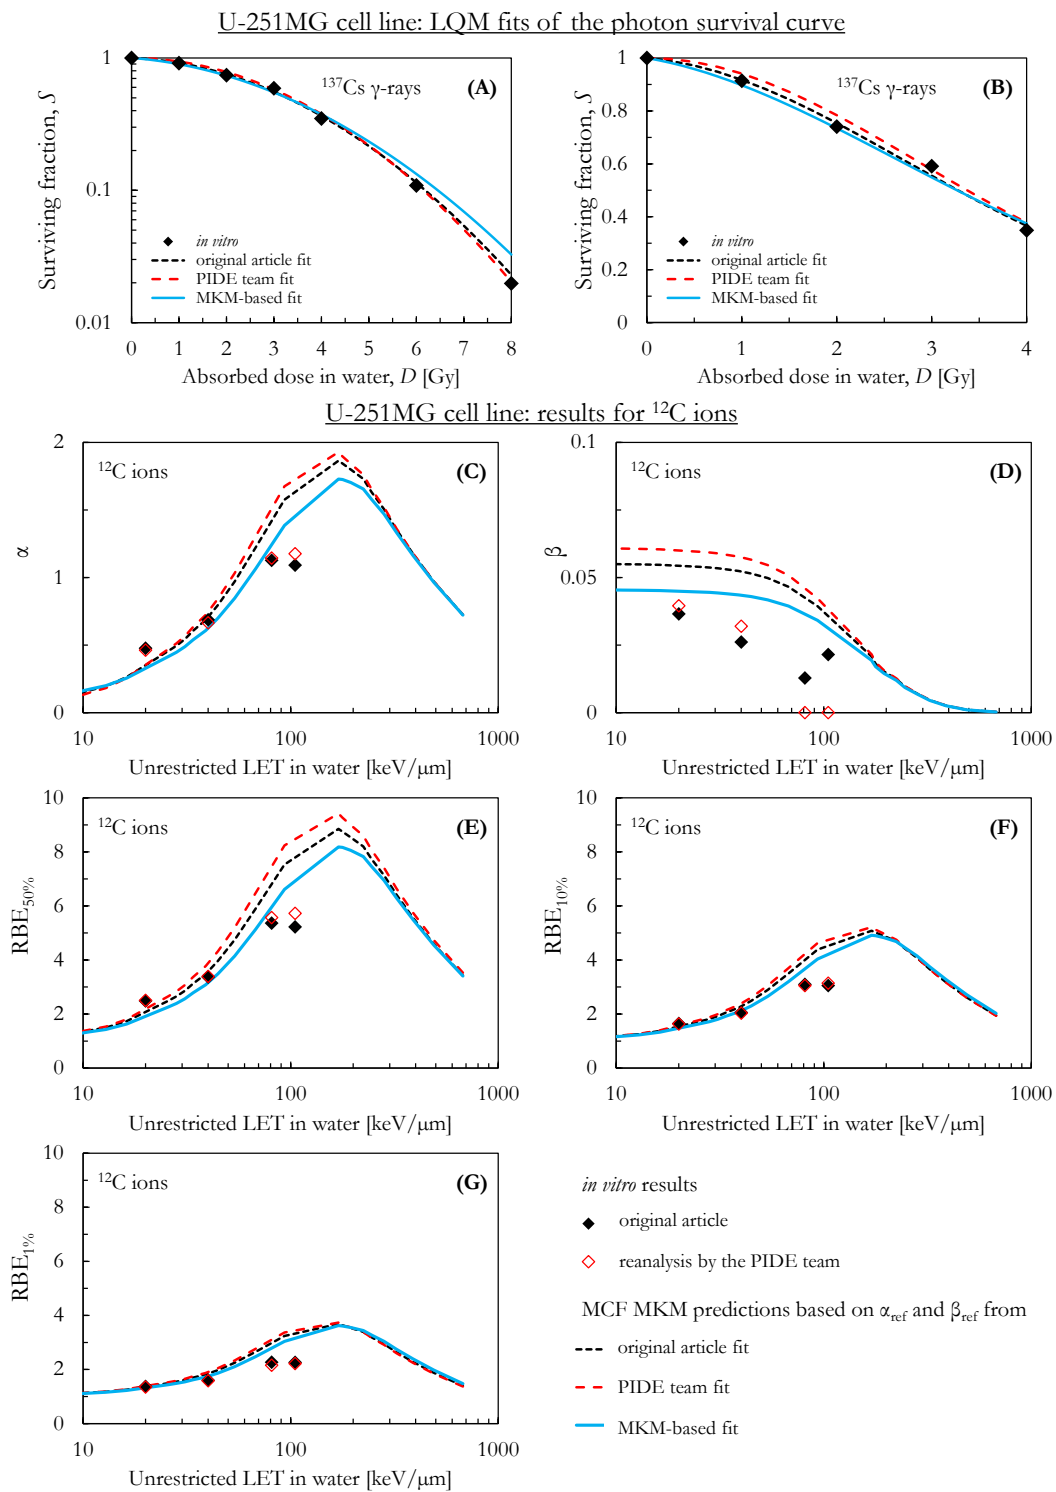 U-251MG cell line: LQM fits of the photon survival curve
1
0.1
0.01
Surviving fraction, S
¹³⁷Cs γ-rays
(A)
in vitro
original article fit
PIDE team fit
MKM-based fit
0 1 2 3 4 5 6 7 8
Absorbed dose in water, D [Gy]
1
0.8
0.6
0.4
0.2
0
Surviving fraction, S
¹³⁷Cs γ-rays
(B)
in vitro
original article fit
PIDE team fit
MKM-based fit
0 1 2 3 4
Absorbed dose in water, D [Gy]
U-251MG cell line: results for ¹²C ions
2
1
0
α
¹²C ions
(C)
10 100 1000
Unrestricted LET in water [keV/μm]
0.1
0.05
0
β
¹²C ions
(D)
10 100 1000
Unrestricted LET in water [keV/μm]
10
8
6
4
2
0
RBE₅₀%
¹²C ions
(E)
10 100 1000
Unrestricted LET in water [keV/μm]
10
8
6
4
2
0
RBE₁₀%
¹²C ions
(F)
10 100 1000
Unrestricted LET in water [keV/μm]
10
8
6
4
2
0
RBE₁%
¹²C ions
(G)
10 100 1000
Unrestricted LET in water [keV/μm]
in vitro results
original article
reanalysis by the PIDE team
MCF MKM predictions based on α_ref and β_ref from
original article fit
PIDE team fit
MKM-based fit